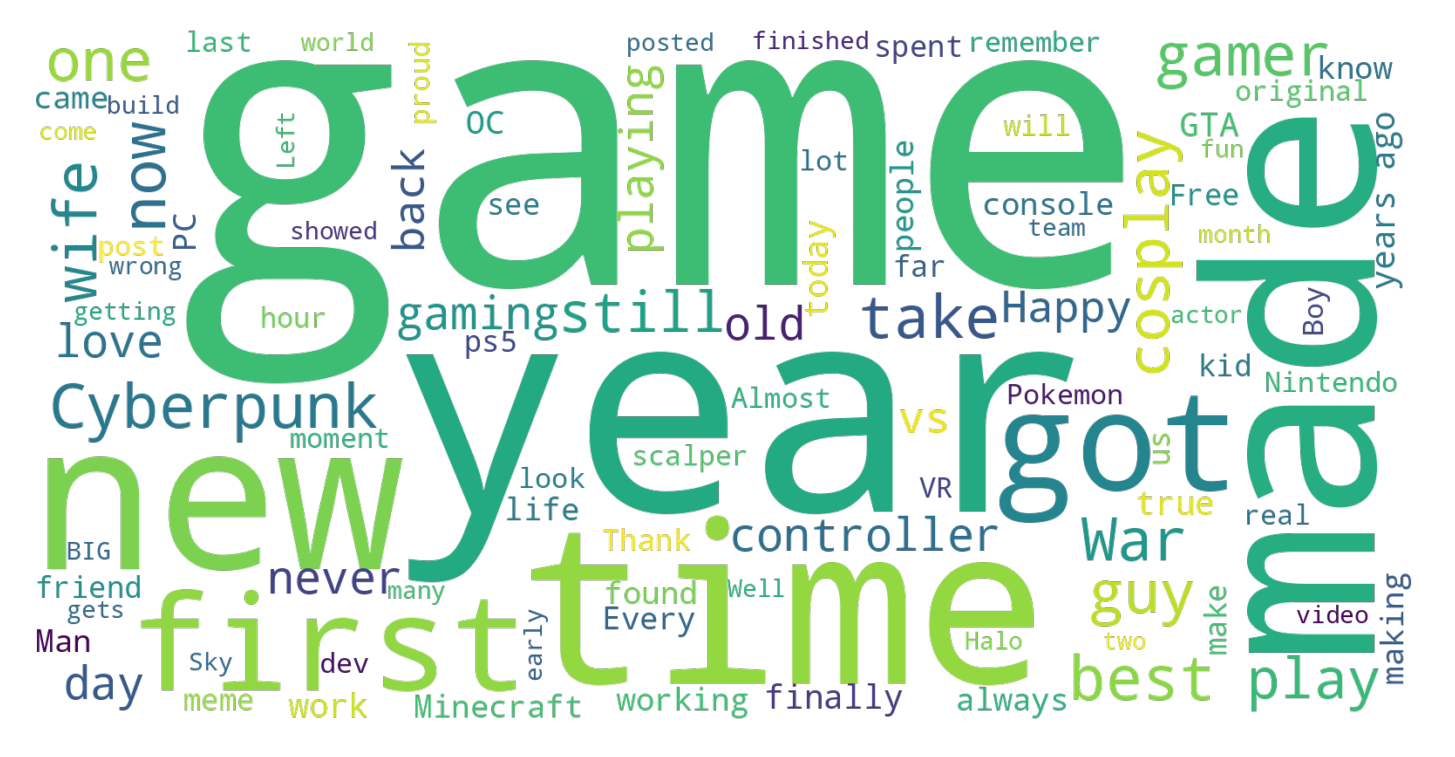 game
year
made
new
time
first
got
one
last
world
proud
posted
finished
spent
remember
gamer
know
original
came
build
come
now
Left
OC
back
playing
lot
people
will
GTA
fun
years ago
wife
PC
post
wrong
showed
see
console
team
cosplay
Free
month
today
far
getting
hour
gaming
still
old
take
Happy
actor
Boy
love
ps5
kid
Nintendo
Cyberpunk
moment
Almost
vs
Pokemon
scalper
look
life
VR
us
true
real
controller
War
BIG
Thank
never
many
found
Well
friend
gets
Every
guy
make
video
making
Man
Sky
dev
early
Halo
two
day
meme
work
Minecraft
working
finally
always
best
play